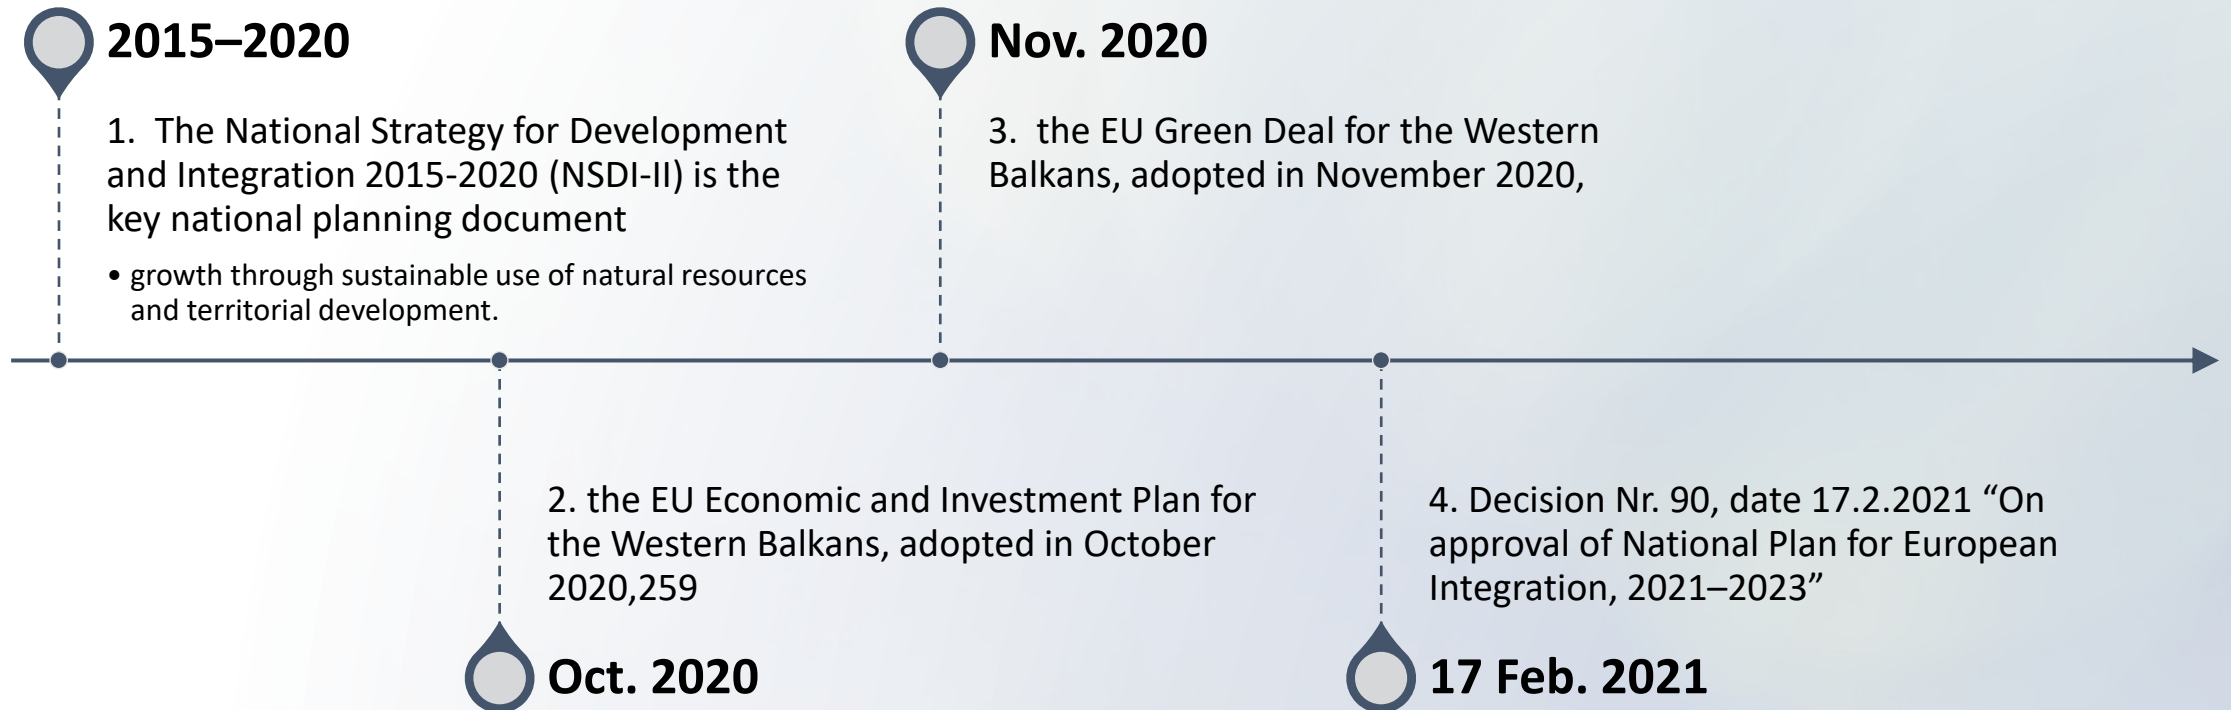 2015–2020
1.  The National Strategy for Development
and Integration 2015-2020 (NSDI-II) is the
key national planning document
• growth through sustainable use of natural resources
and territorial development.
Oct. 2020
2. the EU Economic and Investment Plan for
the Western Balkans, adopted in October
2020,259
Nov. 2020
3.  the EU Green Deal for the Western
Balkans, adopted in November 2020,
17 Feb. 2021
4. Decision Nr. 90, date 17.2.2021 “On
approval of National Plan for European
Integration, 2021–2023”